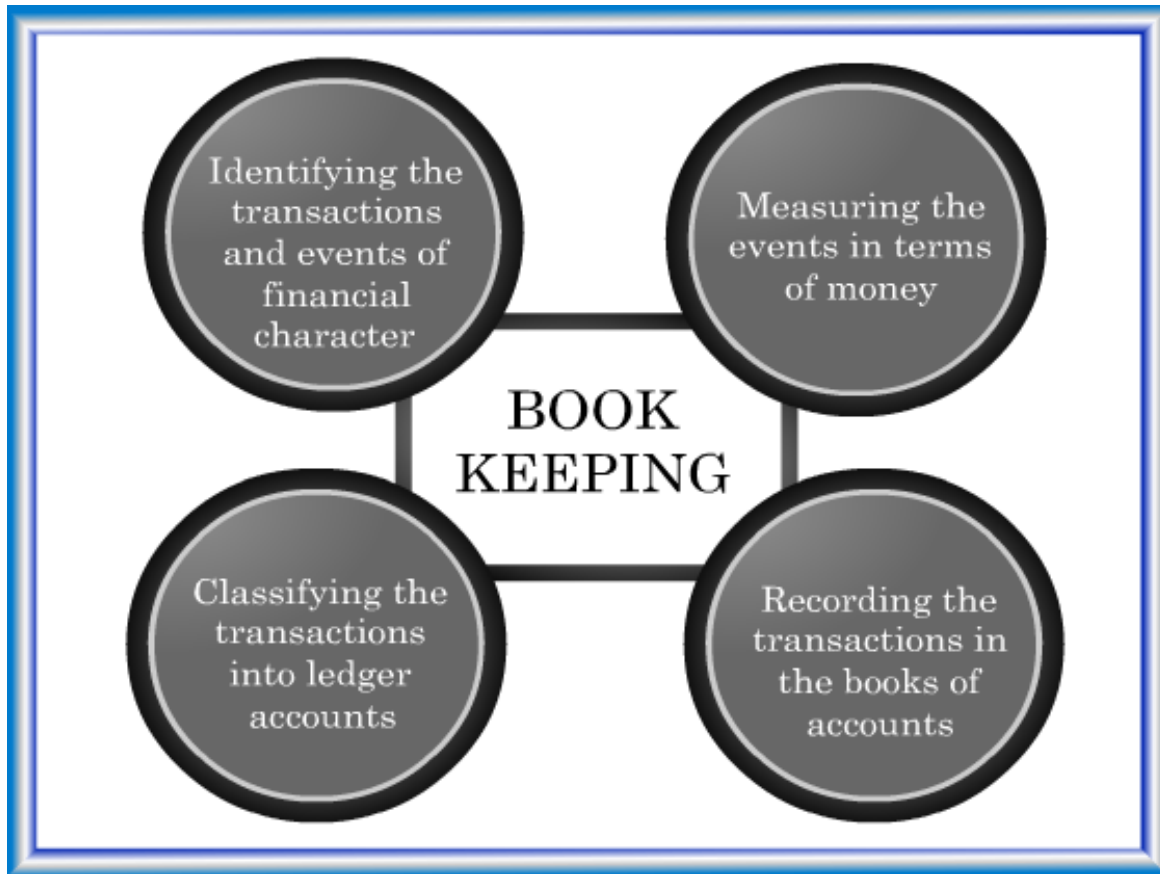 Identifying the
transactions
and events of
financial
character
Measuring the
events in terms
of money
BOOK
KEEPING
Classifying the
transactions
into ledger
accounts
Recording the
transactions in
the books of
accounts